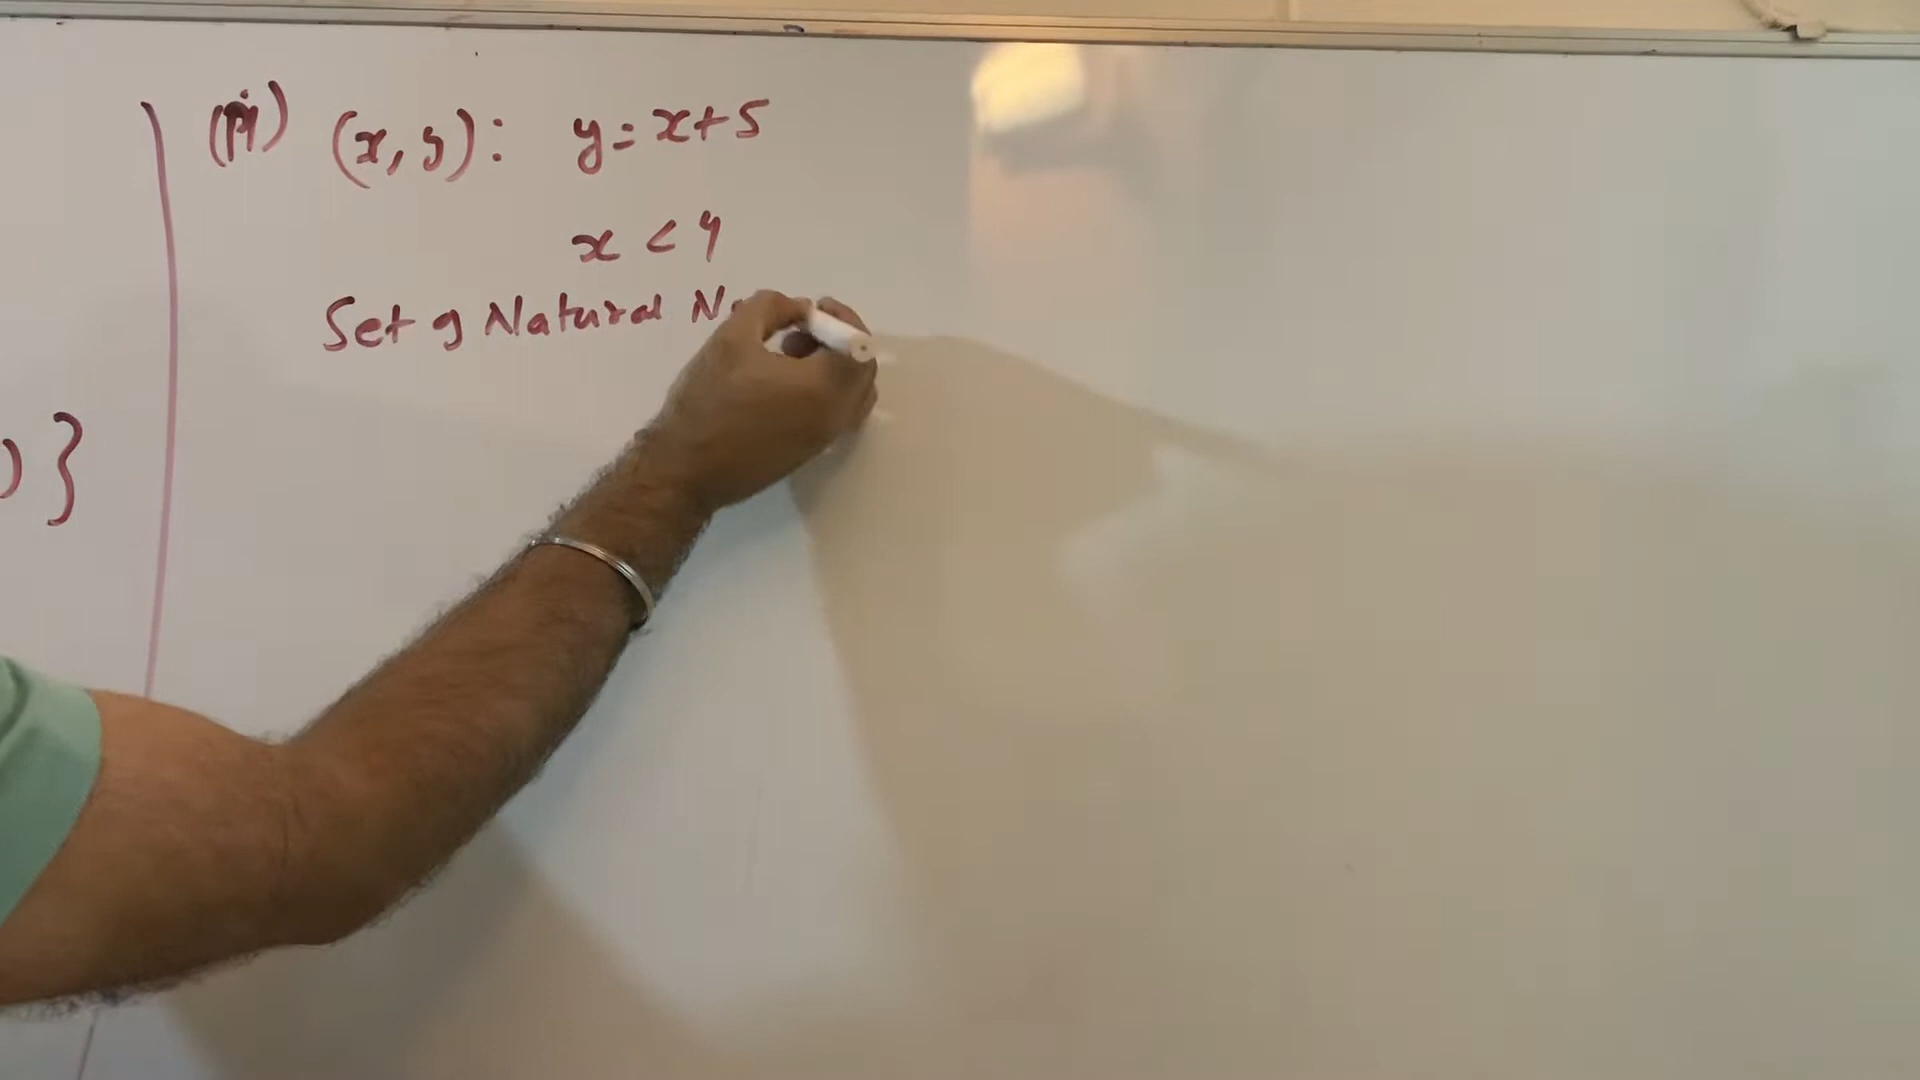 (ii) (x, y): y = x+5
x < 4
Set of Natural
) }